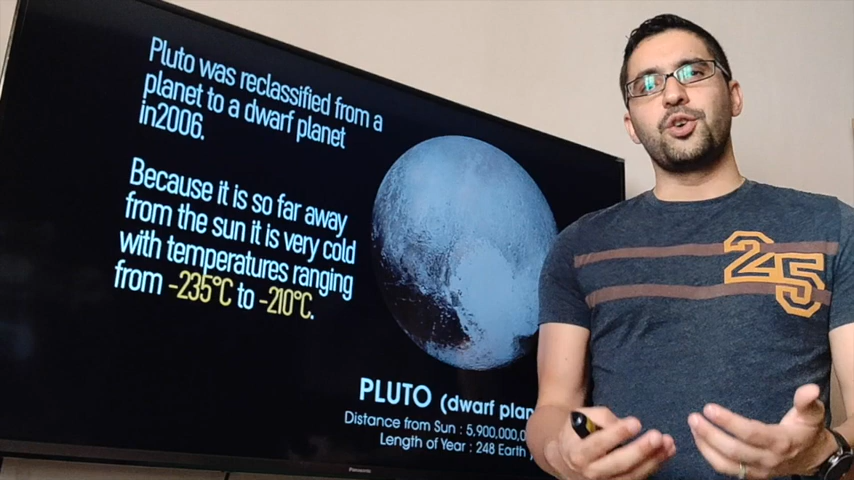 Pluto was reclassified from a
planet to a dwarf planet
in2006.
Because it is so far away
from the sun it is very cold
with temperatures ranging
from -235°C to -210°C.
PLUTO (dwarf plan
Distance from Sun : 5,900,000,0
Length of Year : 248 Earth
25
Panasonic